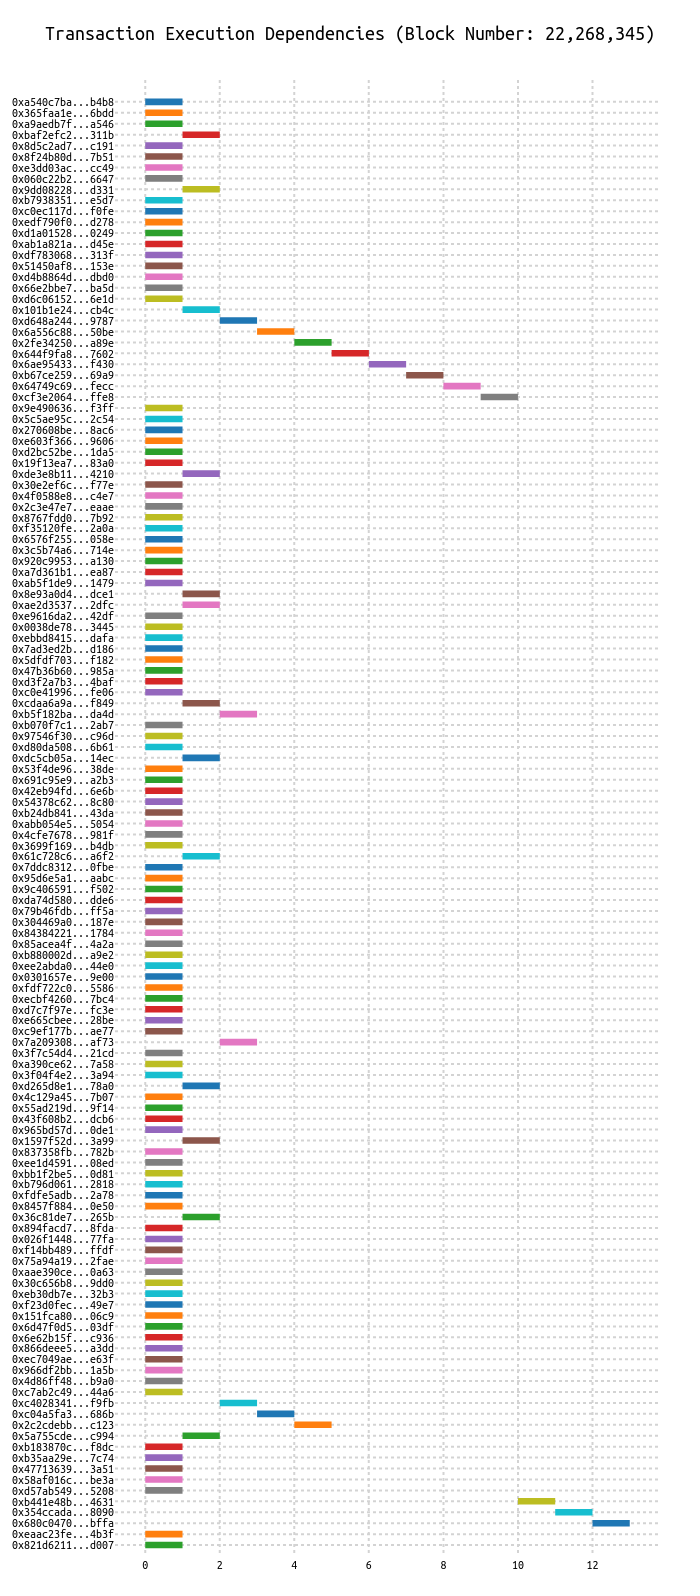 Transaction Execution Dependencies (Block Number: 22,268,345)
0xa540c7ba...b4b8
0x365faa1e...6bdd
0xa9aedb7f...a546
0xbaf2efc2...311b
0x8d5c2ad7...c191
0x8f24b80d...7b51
0xe3dd03ac...cc49
0x060c22b2...6647
0x9dd08228...d331
0xb7938351...e5d7
0xc0ec117d...f0fe
0xedf790f0...d278
0xd1a01528...0249
0xab1a821a...d45e
0xdf783068...313f
0x51450af8...153e
0xd4b8864d...dbd0
0x66e2bbe7...ba5d
0xd6c06152...6e1d
0x101b1e24...cb4c
0xd648a244...9787
0x6a556c88...50be
0x2fe34250...a89e
0x644f9fa8...7602
0x6ae95433...f430
0xb67ce259...69a9
0x64749c69...fecc
0xcf3e2064...ffe8
0x9e490636...f3ff
0x5c5ae95c...2c54
0x270608be...8ac6
0xe603f366...9606
0xd2bc52be...1da5
0x19f13ea7...83a0
0xde3e8b11...4210
0x30e2ef6c...f77e
0x4f0588e8...c4e7
0x2c3e47e7...eaae
0x8767fdd0...7b92
0xf35120fe...2a0a
0x6576f255...058e
0x3c5b74a6...714e
0x920c9953...a130
0xa7d361b1...ea87
0xab5f1de9...1479
0x8e93a0d4...dce1
0xae2d3537...2dfc
0xe9616da2...42df
0x0038de78...3445
0xebbd8415...dafa
0x7ad3ed2b...d186
0x5dfdf703...f182
0x47b36b60...985a
0xd3f2a7b3...4baf
0xc0e41996...fe06
0xcdaa6a9a...f849
0xb5f182ba...da4d
0xb070f7c1...2ab7
0x97546f30...c96d
0xd80da508...6b61
0xdc5cb05a...14ec
0x53f4de96...38de
0x691c95e9...a2b3
0x42eb94fd...6e6b
0x54378c62...8c80
0xb24db841...43da
0xabb054e5...5054
0x4cfe7678...981f
0x3699f169...b4db
0x61c728c6...a6f2
0x7ddc8312...0fbe
0x95d6e5a1...aabc
0x9c406591...f502
0xda74d580...dde6
0x79b46fdb...ff5a
0x304469a0...187e
0x84384221...1784
0x85acea4f...4a2a
0xb880002d...a9e2
0xee2abda0...44e0
0x0301657e...9e00
0xfdf722c0...5586
0xecbf4260...7bc4
0xd7c7f97e...fc3e
0xe665cbee...28be
0xc9ef177b...ae77
0x7a209308...af73
0x3f7c54d4...21cd
0xa390ce62...7a58
0x3f04f4e2...3a94
0xd265d8e1...78a0
0x4c129a45...7b07
0x55ad219d...9f14
0x43f608b2...dcb6
0x965bd57d...0de1
0x1597f52d...3a99
0x837358fb...782b
0xee1d4591...08ed
0xbb1f2be5...0d81
0xb796d061...2818
0xfdfe5adb...2a78
0x8457f884...0e50
0x36c81de7...265b
0x894facd7...8fda
0x026f1448...77fa
0xf14bb489...ffdf
0x75a94a19...2fae
0xaae390ce...0a63
0x30c656b8...9dd0
0xeb30db7e...32b3
0xf23d0fec...49e7
0x151fca80...06c9
0x6d47f0d5...03df
0x6e62b15f...c936
0x866deee5...a3dd
0xec7049ae...e63f
0x966df2bb...1a5b
0x4d86ff48...b9a0
0xc7ab2c49...44a6
0xc4028341...f9fb
0xc04a5fa3...686b
0x2c2cdebb...c123
0x5a755cde...c994
0xb183870c...f8dc
0xb35aa29e...7c74
0x47713639...3a51
0x58af016c...be3a
0xd57ab549...5208
0xb441e48b...4631
0x354ccada...8090
0x680c0470...bffa
0xeaac23fe...4b3f
0x821d6211...d007
0 2 4 6 8 10 12